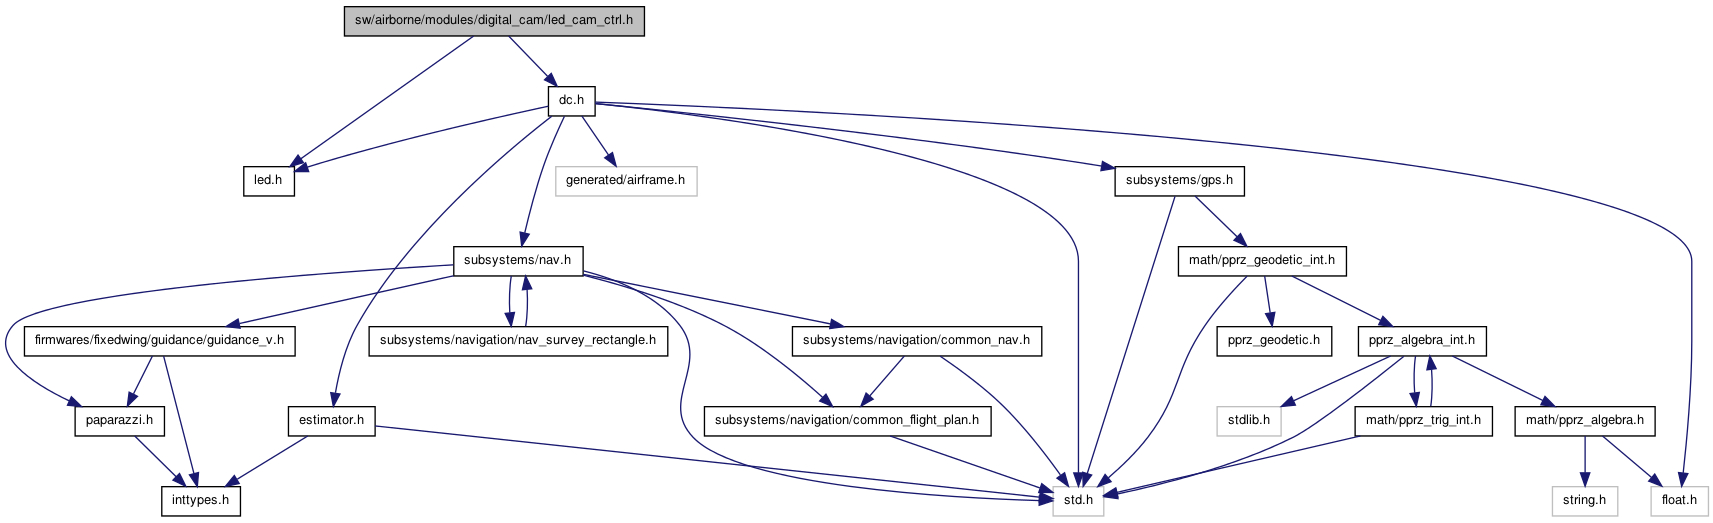 sw/airborne/modules/digital_cam/led_cam_ctrl.h
dc.h
led.h
generated/airframe.h
subsystems/gps.h
subsystems/nav.h
math/pprz_geodetic_int.h
firmwares/fixedwing/guidance/guidance_v.h
subsystems/navigation/nav_survey_rectangle.h
subsystems/navigation/common_nav.h
pprz_geodetic.h
pprz_algebra_int.h
paparazzi.h
estimator.h
subsystems/navigation/common_flight_plan.h
stdlib.h
math/pprz_trig_int.h
math/pprz_algebra.h
inttypes.h
std.h
string.h
float.h